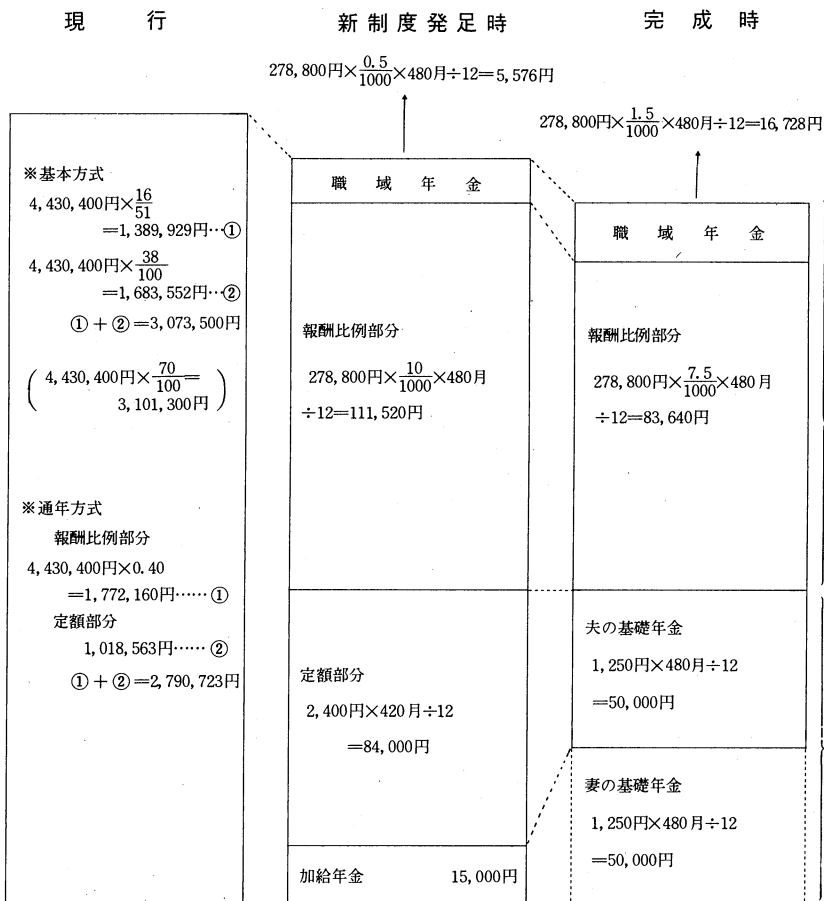 現行
※基本方式
4,430,400円×16/51
=1,389,929円…①
4,430,400円×38/100
=1,683,552円…②
①+②=3,073,500円
(4,430,400円×70/100=
3,101,300円)
※通年方式
報酬比例部分
4,430,400円×0.40
=1,772,160円……①
定額部分
1,018,563円……②
①+②=2,790,723円
新制度発足時
278,800円×0.5/1000×480月÷12=5,576円
職域年金
報酬比例部分
278,800円×10/1000×480月
÷12=111,520円
定額部分
2,400円×420月÷12
=84,000円
加給年金 15,000円
完成時
278,800円×1.5/1000×480月÷12=16,728円
職域年金
報酬比例部分
278,800円×7.5/1000×480月
÷12=83,640円
夫の基礎年金
1,250円×480月÷12
=50,000円
妻の基礎年金
1,250円×480月÷12
=50,000円